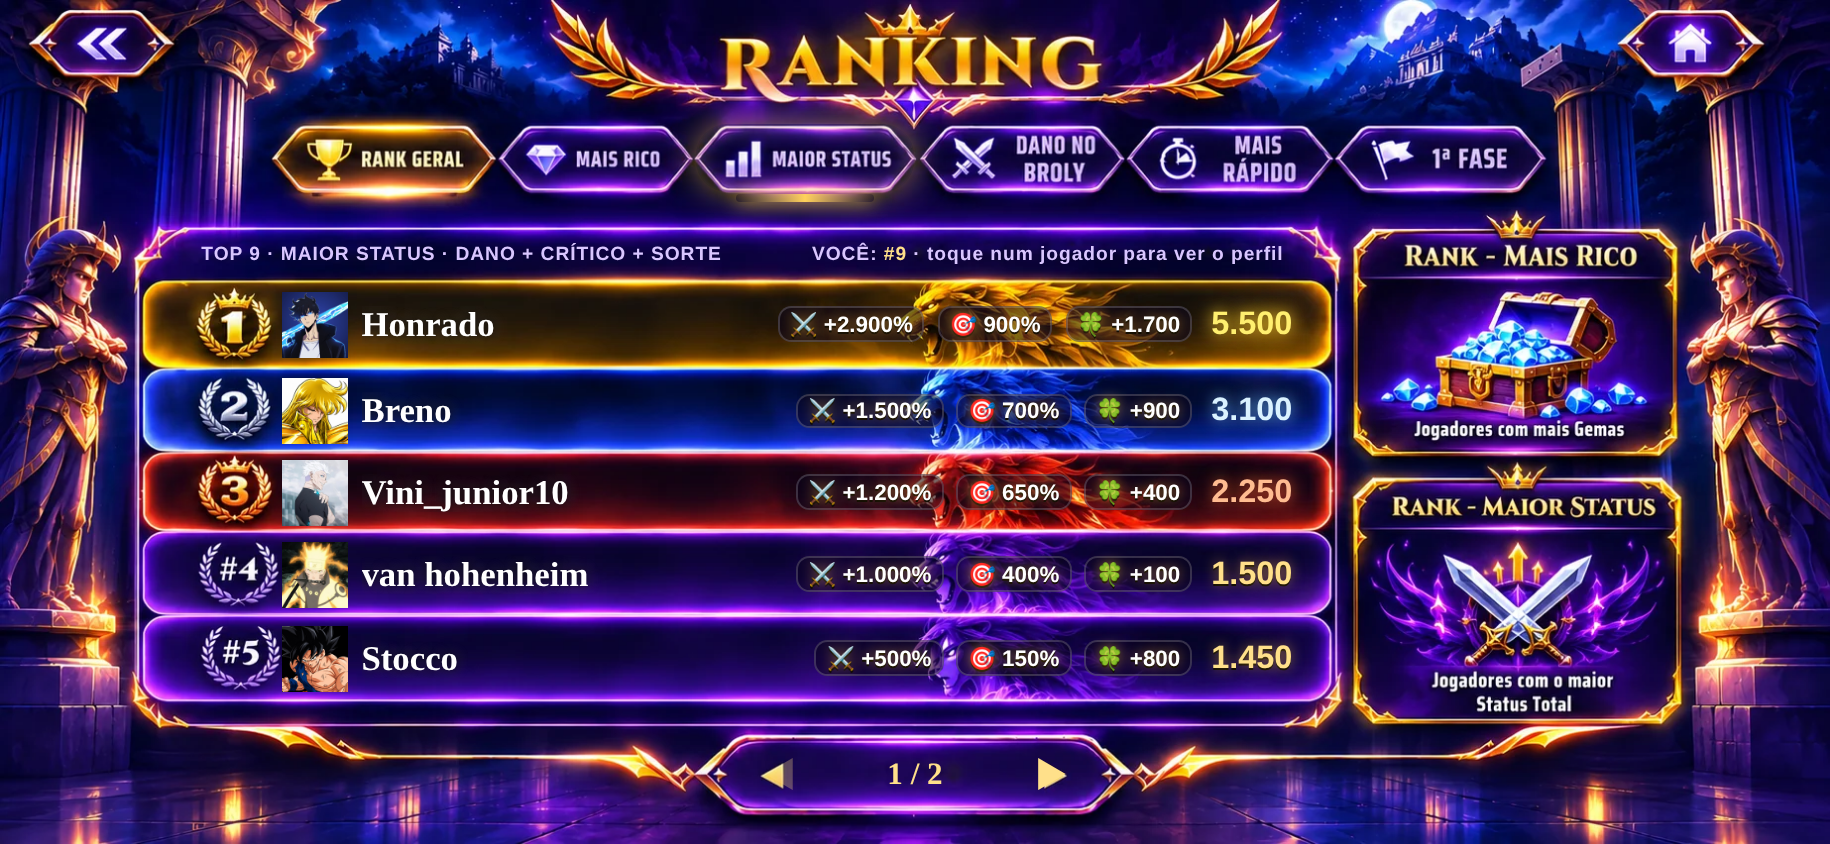 RANKING
RANK GERAL
MAIS RICO
MAIOR STATUS
DANO NO
BROLY
MAIS
RÁPIDO
1ª FASE
TOP 9 · MAIOR STATUS · DANO + CRÍTICO + SORTE
VOCÊ: #9 · toque num jogador para ver o perfil
1 Honrado +2.900% 900% +1.700 5.500
2 Breno +1.500% 700% +900 3.100
3 Vini_junior10 +1.200% 650% +400 2.250
#4 van hohenheim +1.000% 400% +100 1.500
#5 Stocco +500% 150% +800 1.450
RANK - MAIS RICO
Jogadores com mais Gemas
RANK - MAIOR STATUS
Jogadores com o maior
Status Total
1 / 2